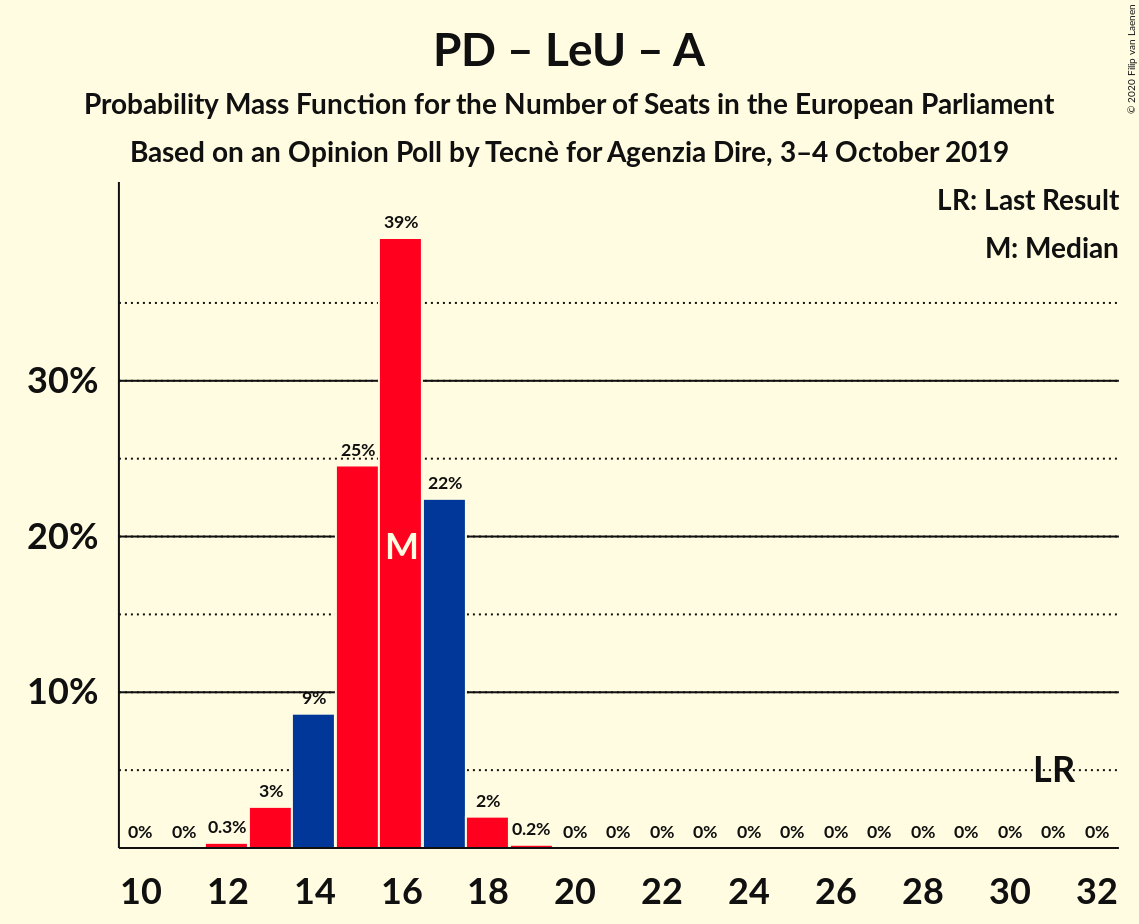 PD – LeU – A
Probability Mass Function for the Number of Seats in the European Parliament
Based on an Opinion Poll by Tecnè for Agenzia Dire, 3–4 October 2019
© 2020 Filip van Laenen
LR: Last Result
M: Median
39%
30%
25%
22%
20%
M
10%
9%
LR
3%
2%
0% 0% 0.3% 0.2% 0% 0% 0% 0% 0% 0% 0% 0% 0% 0% 0% 0% 0%
10 12 14 16 18 20 22 24 26 28 30 32